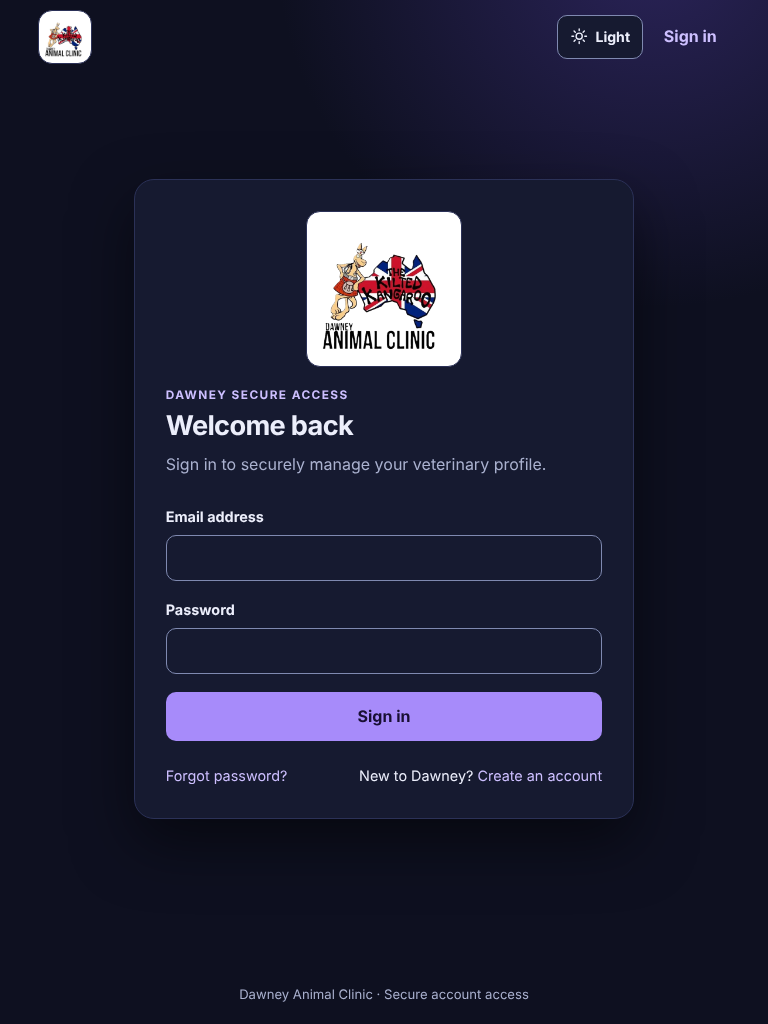 ANIMAL CLINIC
Light
Sign in
THE
KILTED
KANGAROO
DAWNEY
ANIMAL CLINIC
DAWNEY SECURE ACCESS
Welcome back
Sign in to securely manage your veterinary profile.
Email address
Password
Sign in
Forgot password?
New to Dawney? Create an account
Dawney Animal Clinic · Secure account access